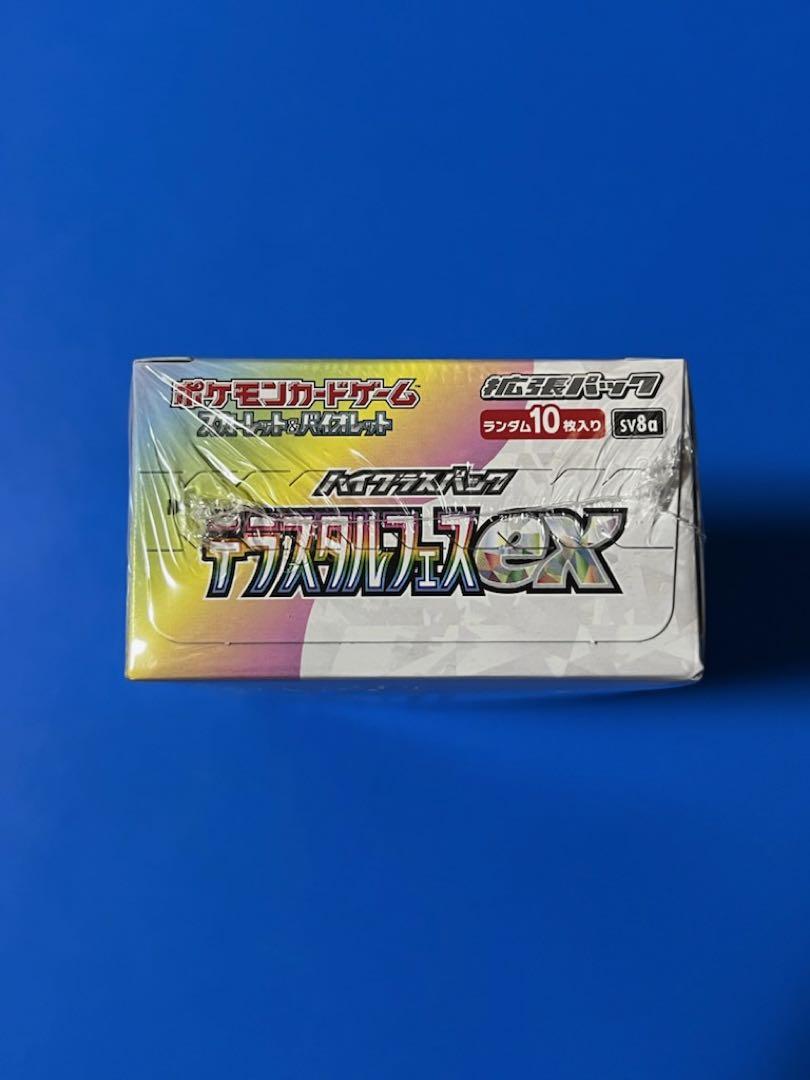 ポケモンカードゲーム™
スカーレット&バイオレット
拡張パック
ランダム10枚入り
sv8a
ハイクラスパック
テラスタルフェスex